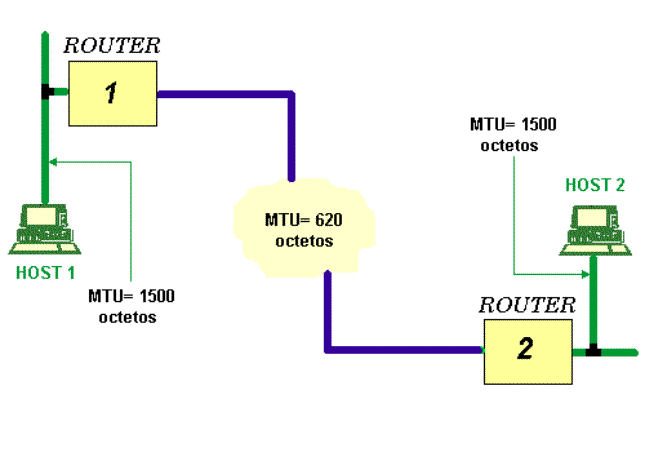 ROUTER
1
MTU= 1500
octetos
HOST 2
MTU= 620
octetos
HOST 1
MTU= 1500
octetos
ROUTER
2